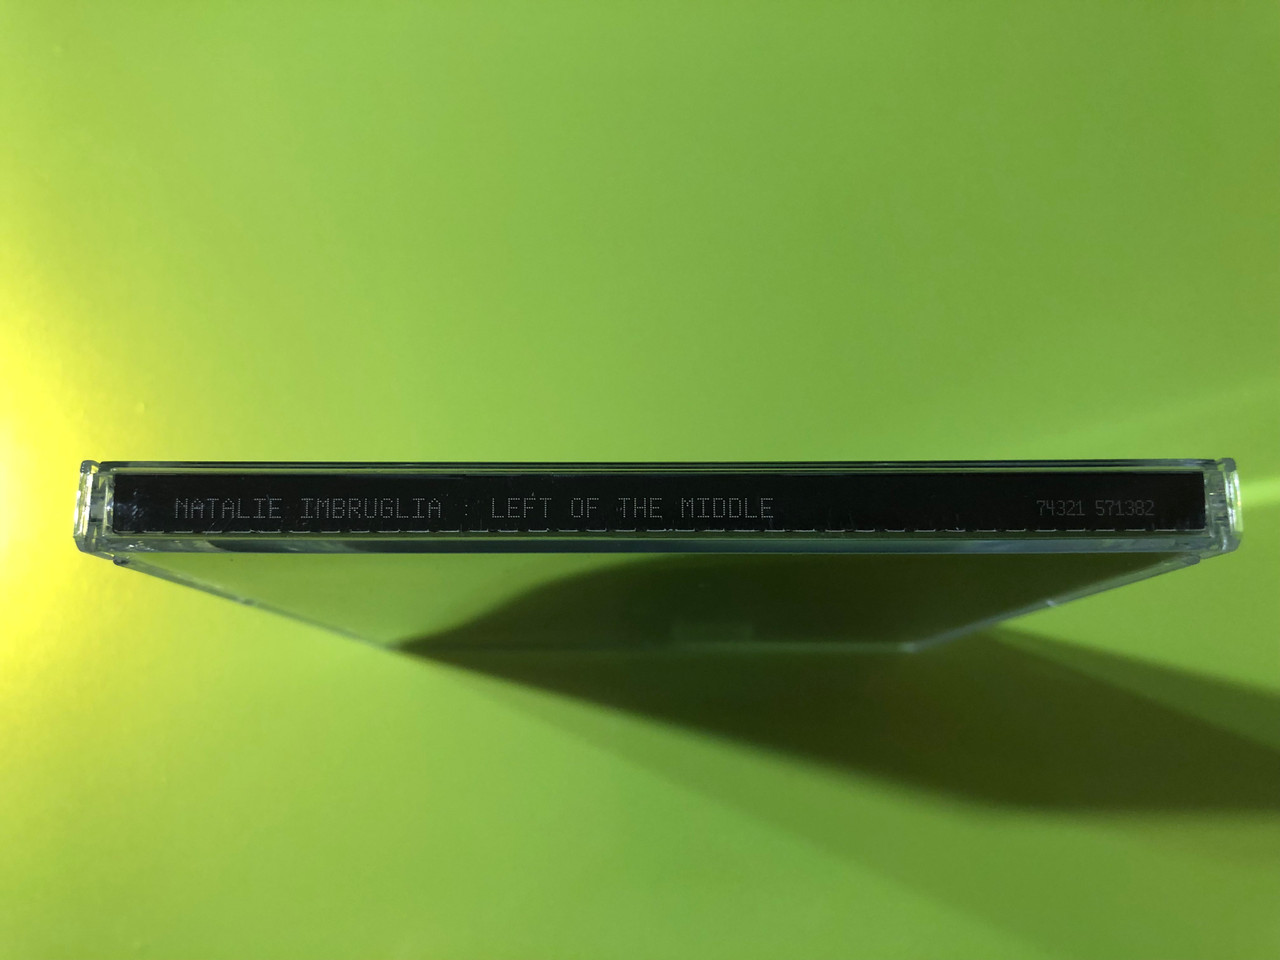 NATALIE IMBRUGLIA : LEFT OF THE MIDDLE 74321 571382